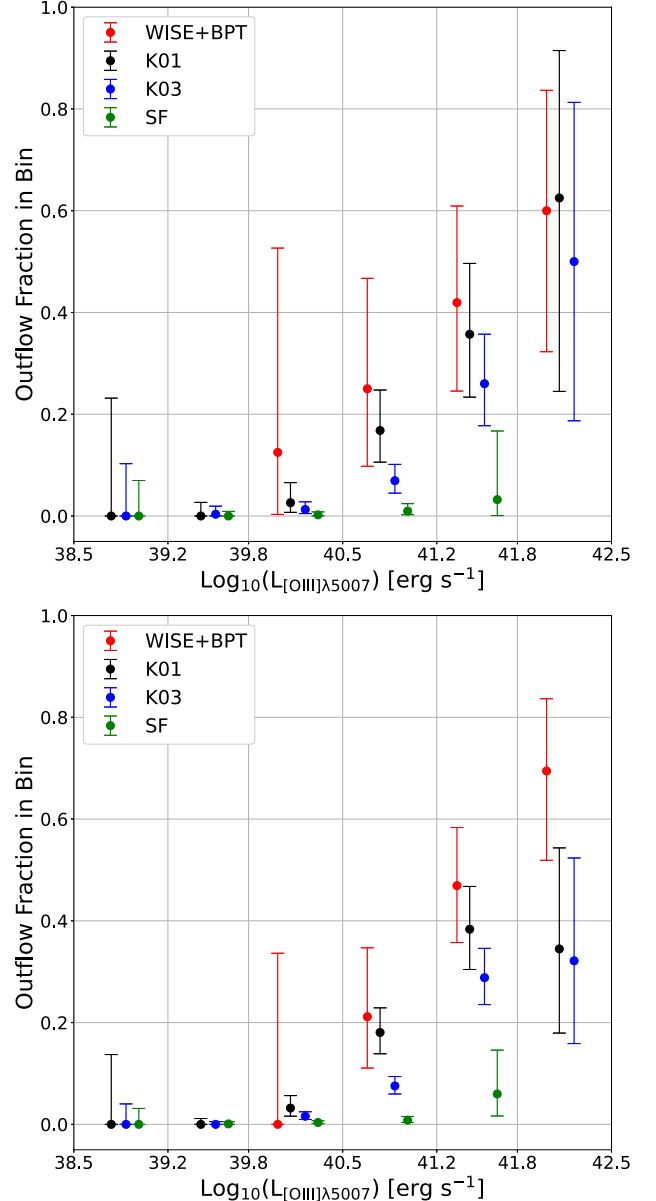 1.0
0.8
0.6
0.4
0.2
0.0
Outflow Fraction in Bin
WISE+BPT
K01
K03
SF
38.5 39.2 39.8 40.5 41.2 41.8 42.5
Log₁₀(L[OIII]λ5007) [erg s⁻¹]
1.0
0.8
0.6
0.4
0.2
0.0
Outflow Fraction in Bin
WISE+BPT
K01
K03
SF
38.5 39.2 39.8 40.5 41.2 41.8 42.5
Log₁₀(L[OIII]λ5007) [erg s⁻¹]